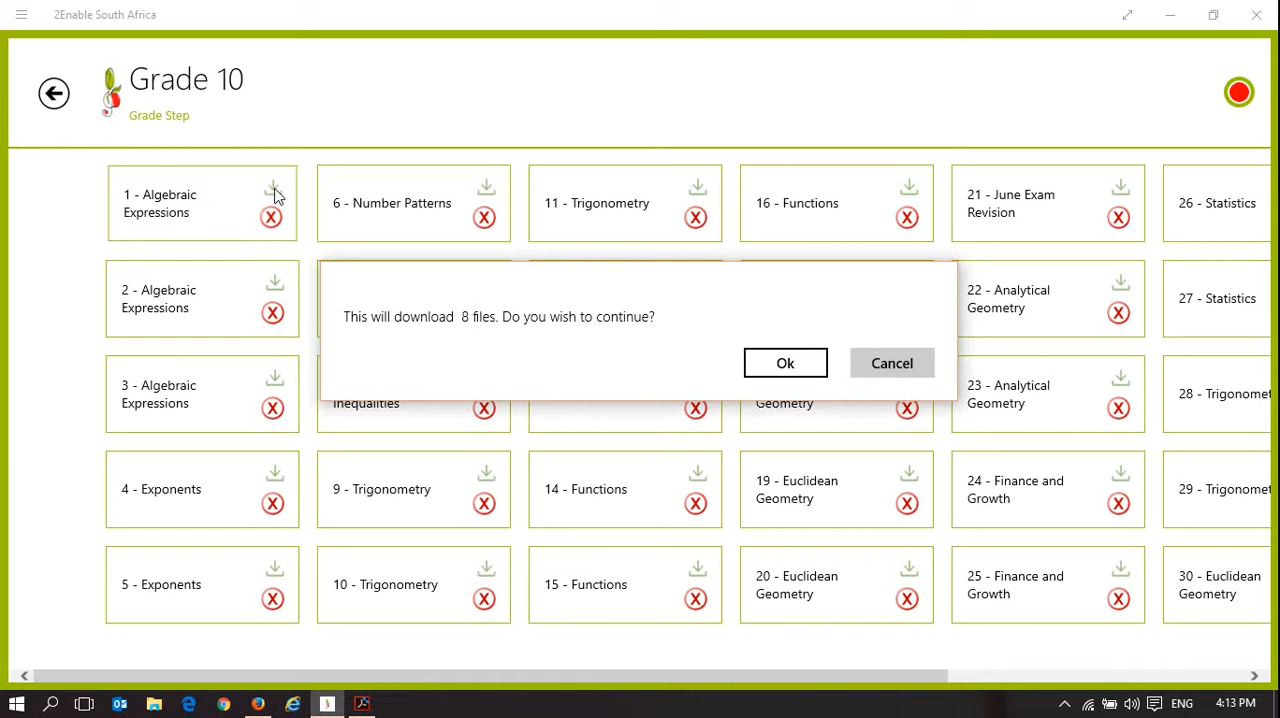 2Enable South Africa
Grade 10
Grade Step
1 - Algebraic
Expressions
X
6 - Number Patterns
X
11 - Trigonometry
X
16 - Functions
X
21 - June Exam
Revision
X
26 - Statistics
2 - Algebraic
Expressions
X
22 - Analytical
Geometry
X
27 - Statistics
This will download 8 files. Do you wish to continue?
Ok
Cancel
3 - Algebraic
Expressions
X
Inequalities
X
X
Geometry
X
23 - Analytical
Geometry
X
28 - Trigonomet
4 - Exponents
X
9 - Trigonometry
X
14 - Functions
X
19 - Euclidean
Geometry
X
24 - Finance and
Growth
X
29 - Trigonomet
5 - Exponents
X
10 - Trigonometry
X
15 - Functions
X
20 - Euclidean
Geometry
X
25 - Finance and
Growth
X
30 - Euclidean
Geometry
ENG
4:13 PM